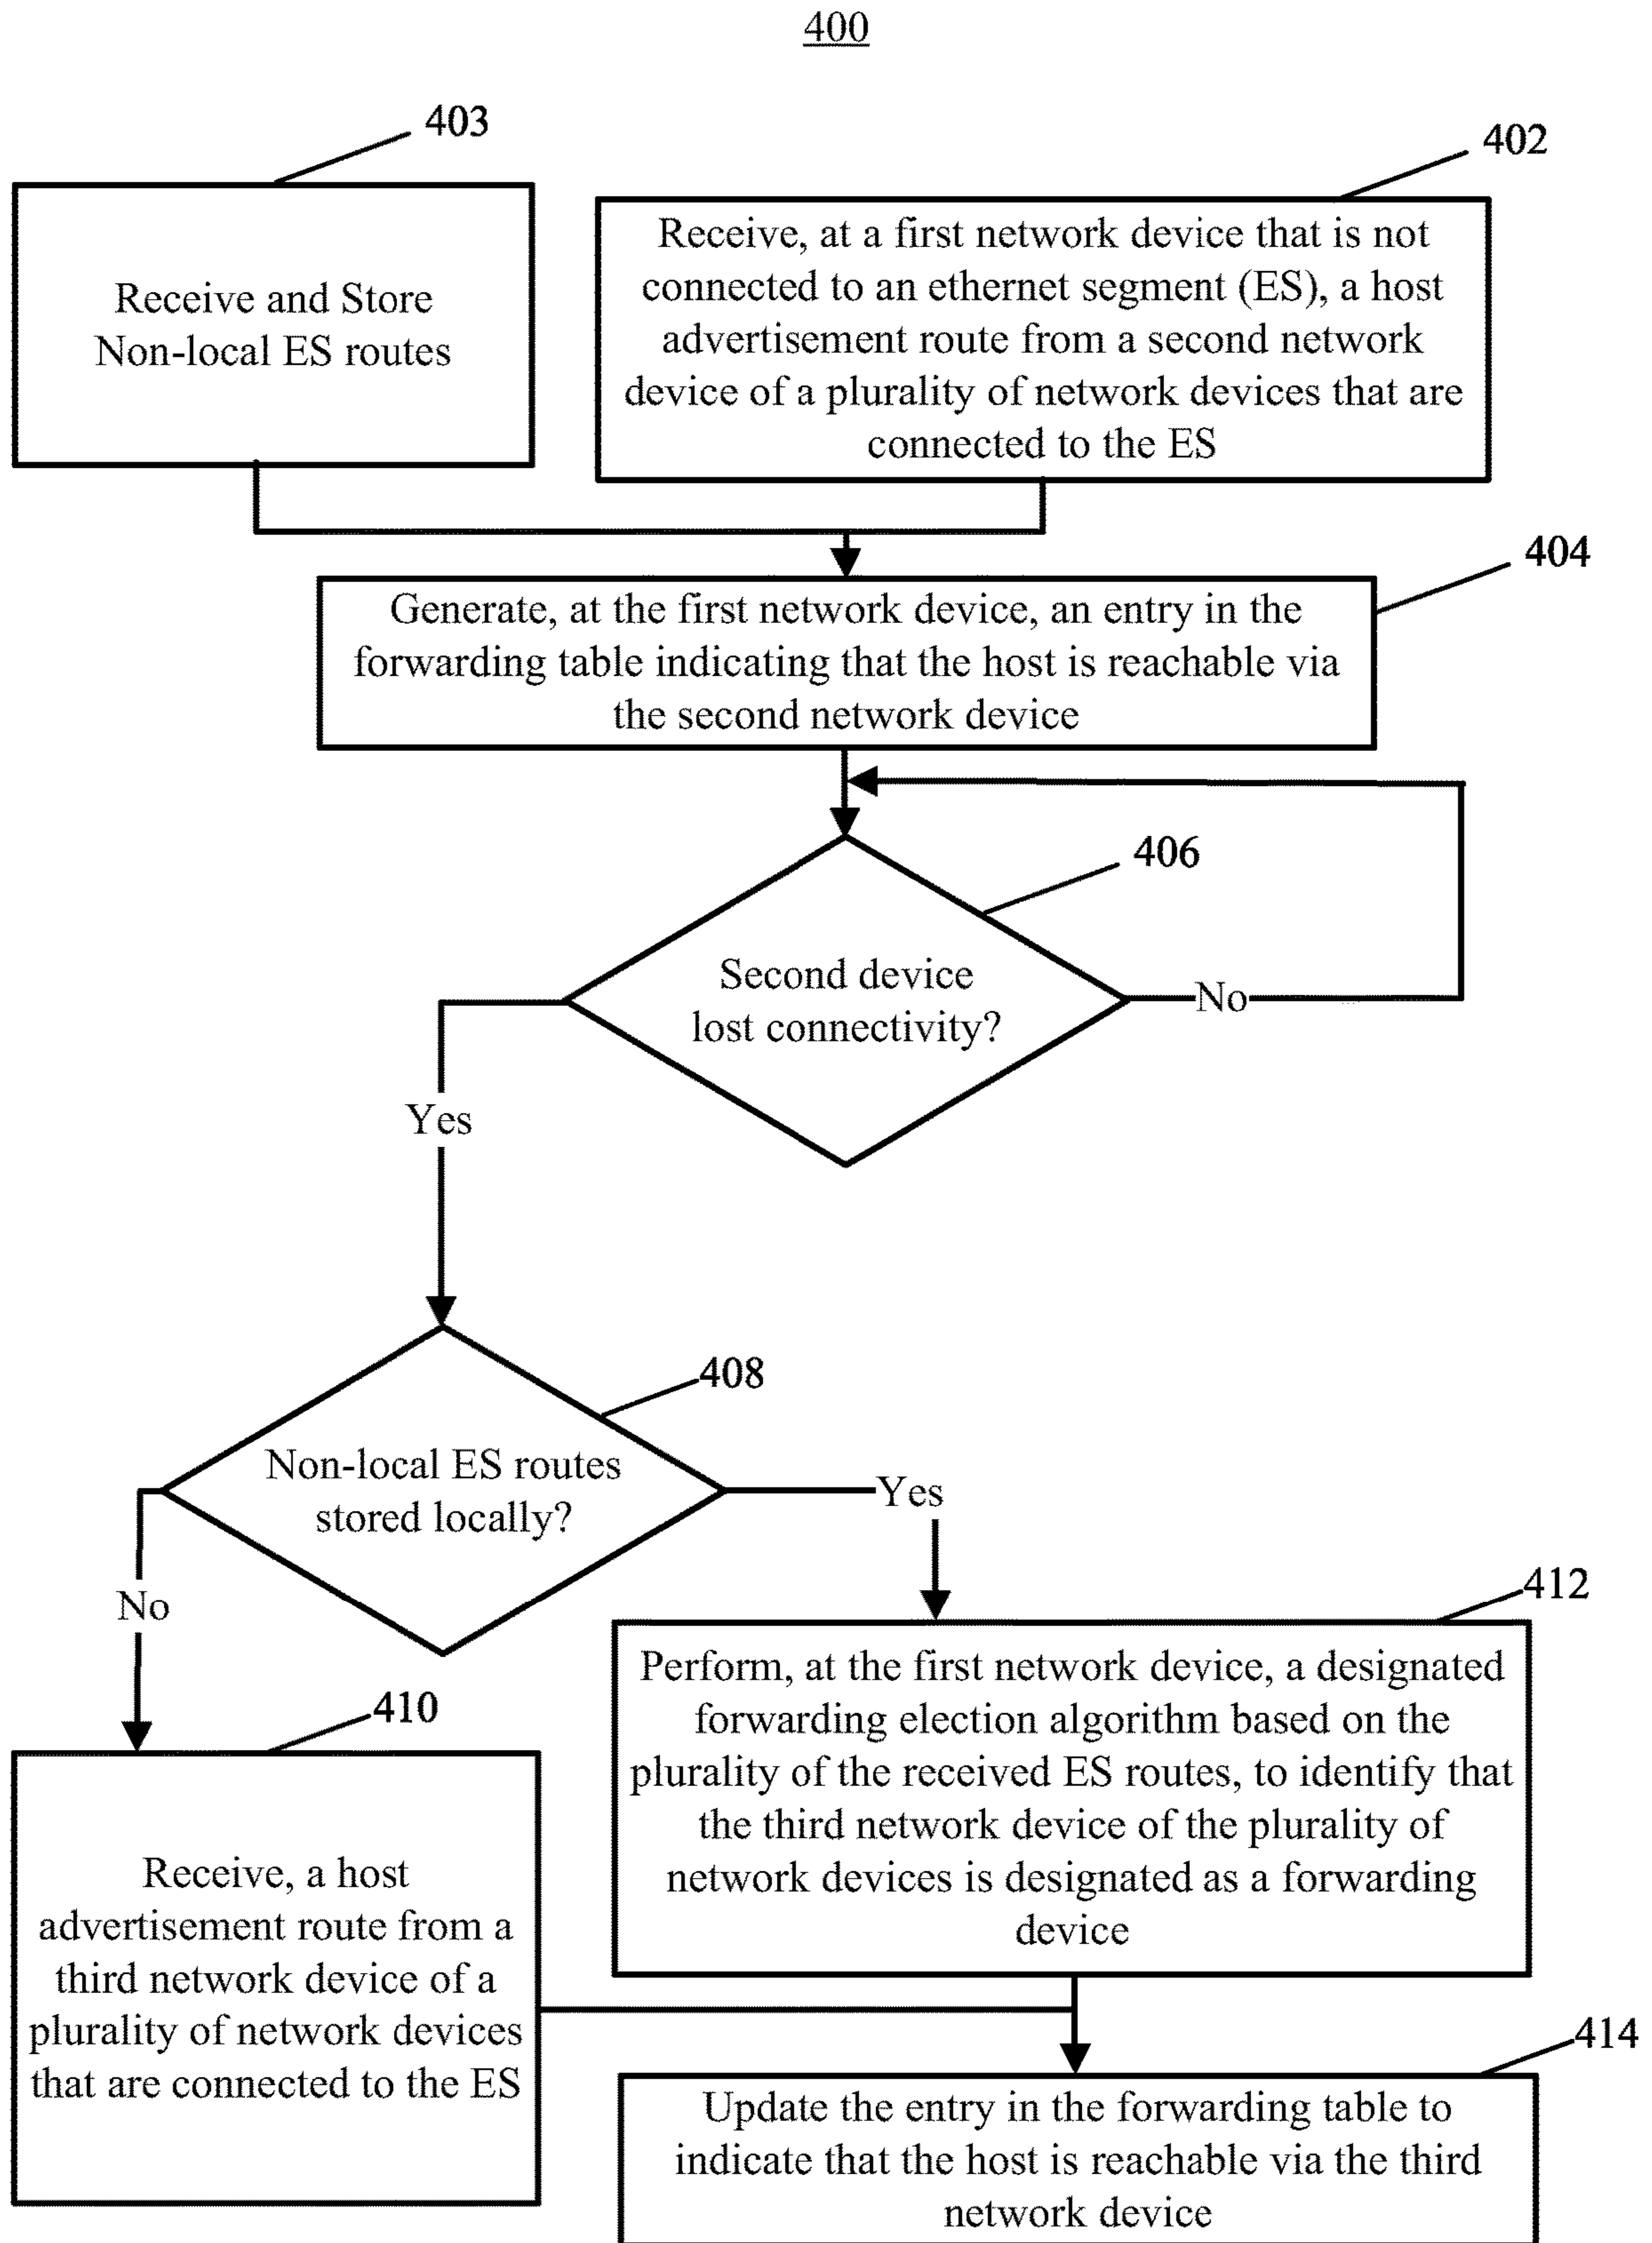 400
403
402
Receive and Store
Non-local ES routes
Receive, at a first network device that is not
connected to an ethernet segment (ES), a host
advertisement route from a second network
device of a plurality of network devices that are
connected to the ES
404
Generate, at the first network device, an entry in the
forwarding table indicating that the host is reachable via
the second network device
406
Second device
lost connectivity?
No
Yes
408
Non-local ES routes
stored locally?
Yes
No
412
Perform, at the first network device, a designated
forwarding election algorithm based on the
plurality of the received ES routes, to identify that
the third network device of the plurality of
network devices is designated as a forwarding
device
410
Receive, a host
advertisement route from a
third network device of a
plurality of network devices
that are connected to the ES
414
Update the entry in the forwarding table to
indicate that the host is reachable via the third
network device